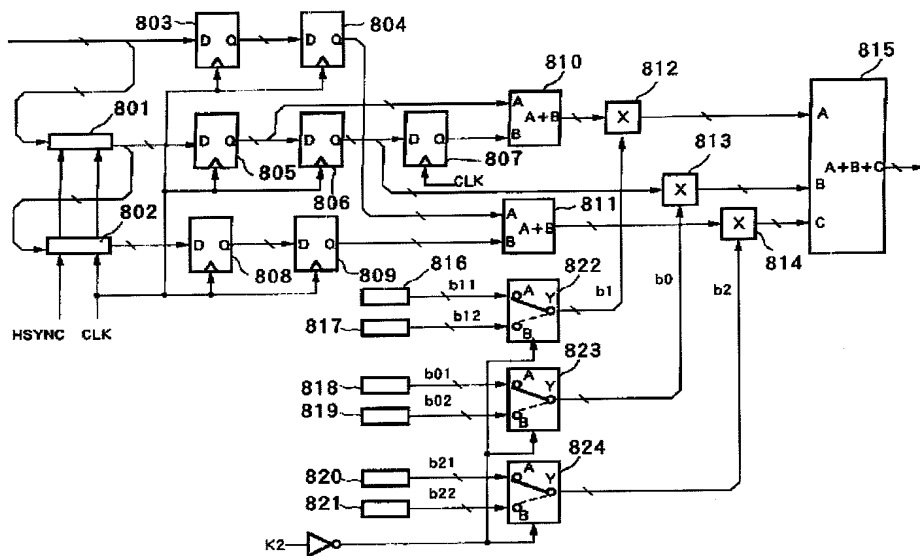 803
804
D Q
D Q
810
812
815
801
A
A+B
B
X
A
813
D Q
D Q
D Q
805
806
807
CLK
X
A+B+C
B
802
A
811
A+B
B
X
C
814
D Q
D Q
808
809
816
822
b1
b0
b2
b11
A
Y
B
817
b12
HSYNC
CLK
823
818
b01
A
Y
B
819
b02
824
820
b21
A
Y
B
821
b22
K2